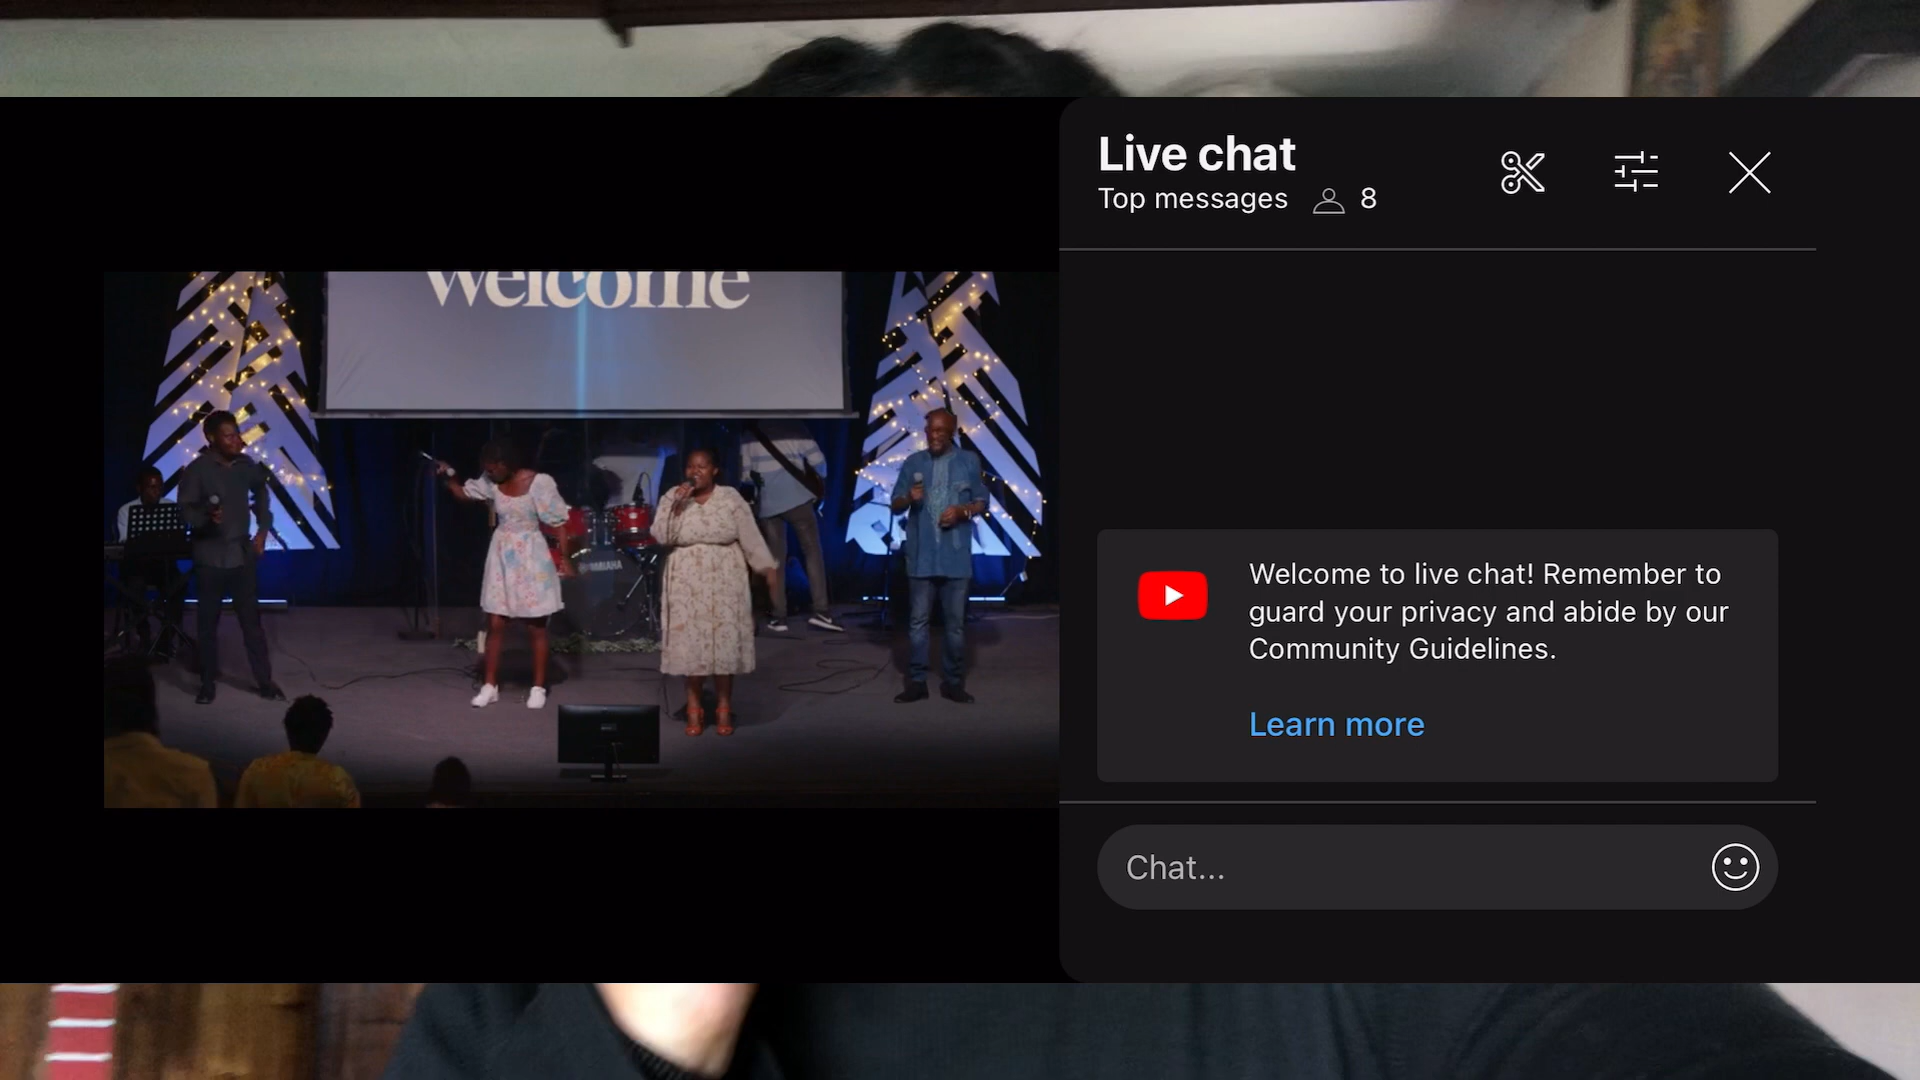 welcome
YAMAHA
Live chat
Top messages 8
Welcome to live chat! Remember to
guard your privacy and abide by our
Community Guidelines.
Learn more
Chat...